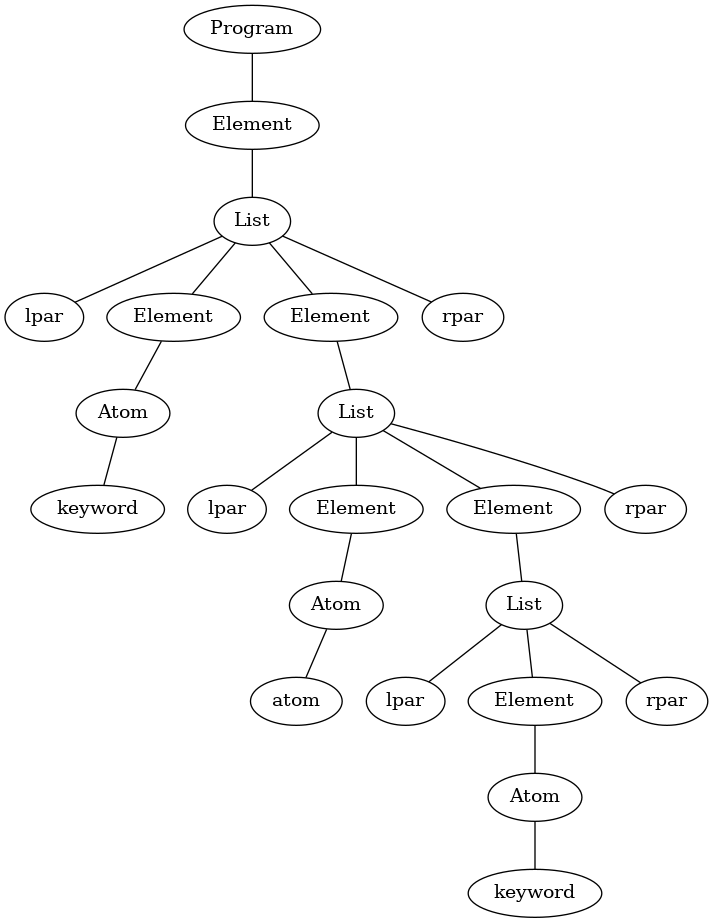 Program
Element
List
lpar
Element
Element
rpar
Atom
List
keyword
lpar
Element
Element
rpar
Atom
List
atom
lpar
Element
rpar
Atom
keyword